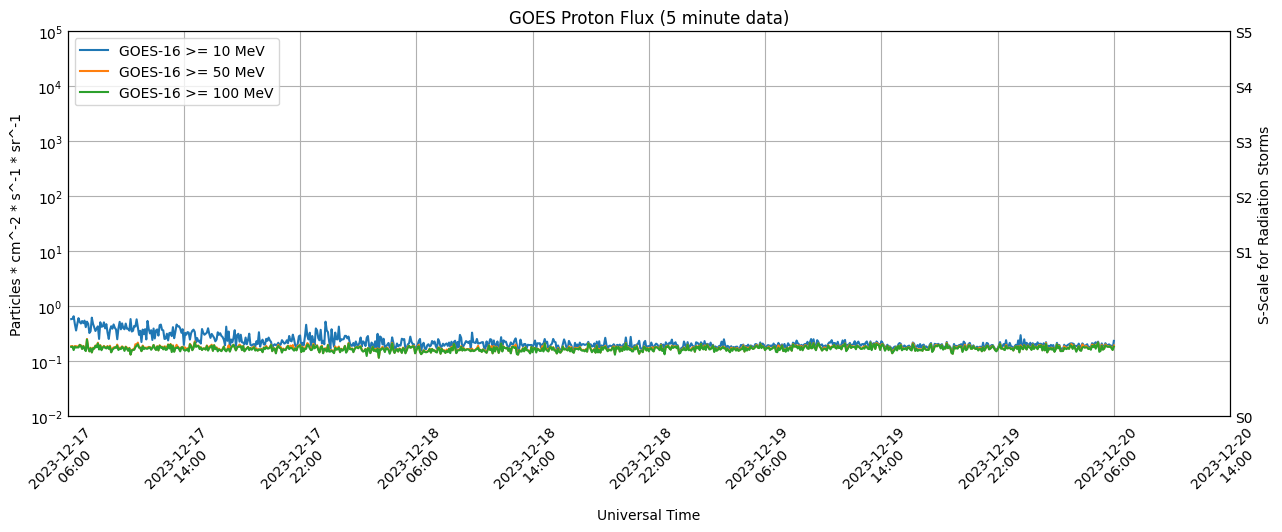 GOES Proton Flux (5 minute data)
GOES-16 >= 10 MeV
GOES-16 >= 50 MeV
GOES-16 >= 100 MeV
Particles * cm^-2 * s^-1 * sr^-1
10^5
10^4
10^3
10^2
10^1
10^0
10^-1
10^-2
S5
S4
S3
S2
S1
S0
S-Scale for Radiation Storms
2023-12-17
06:00
2023-12-17
14:00
2023-12-17
22:00
2023-12-18
06:00
2023-12-18
14:00
2023-12-18
22:00
2023-12-19
06:00
2023-12-19
14:00
2023-12-19
22:00
2023-12-20
06:00
2023-12-20
14:00
Universal Time